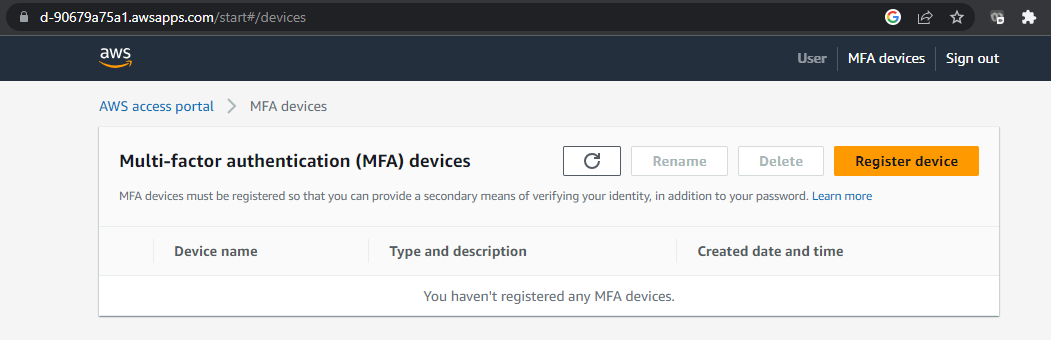 d-90679a75a1.awsapps.com/start#/devices
aws
User
MFA devices
Sign out
AWS access portal
MFA devices
Multi-factor authentication (MFA) devices
Rename
Delete
Register device
MFA devices must be registered so that you can provide a secondary means of verifying your identity, in addition to your password. Learn more
Device name
Type and description
Created date and time
You haven't registered any MFA devices.